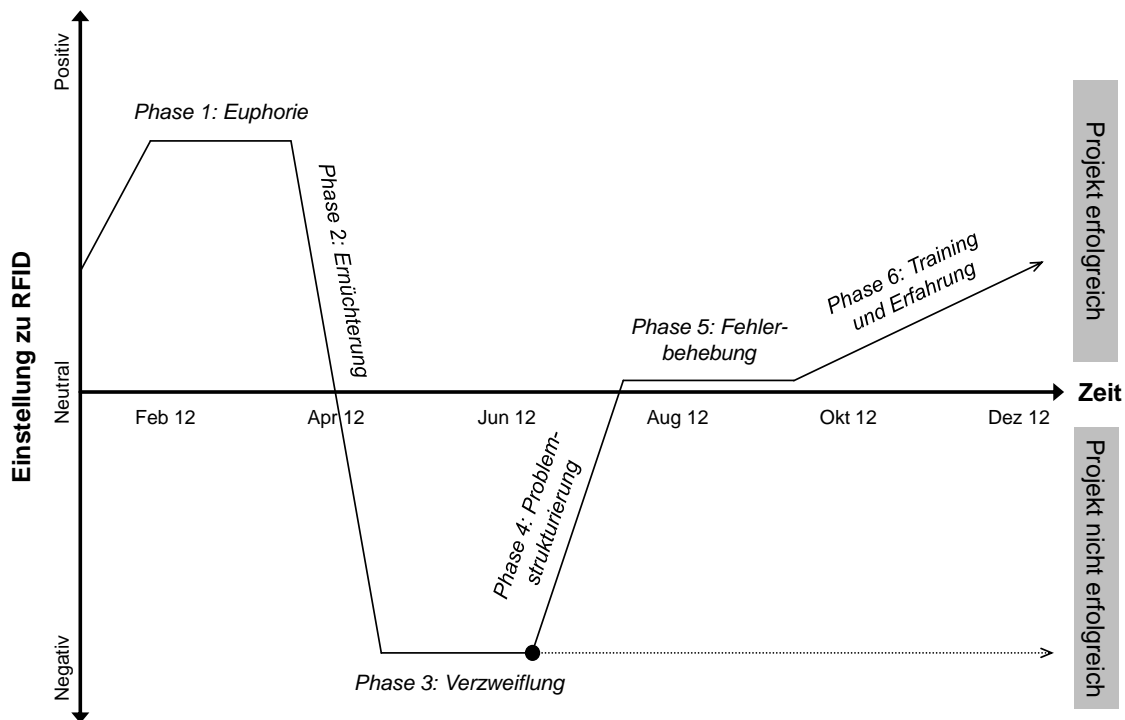 Positiv
Phase 1: Euphorie
Projekt erfolgreich
Phase 2: Ernüchterung
Einstellung zu RFID
Phase 6: Training
und Erfahrung
Phase 5: Fehler-
behebung
Neutral
Zeit
Feb 12
Apr 12
Jun 12
Aug 12
Okt 12
Dez 12
Phase 4: Problem-
strukturierung
Projekt nicht erfolgreich
Negativ
Phase 3: Verzweiflung